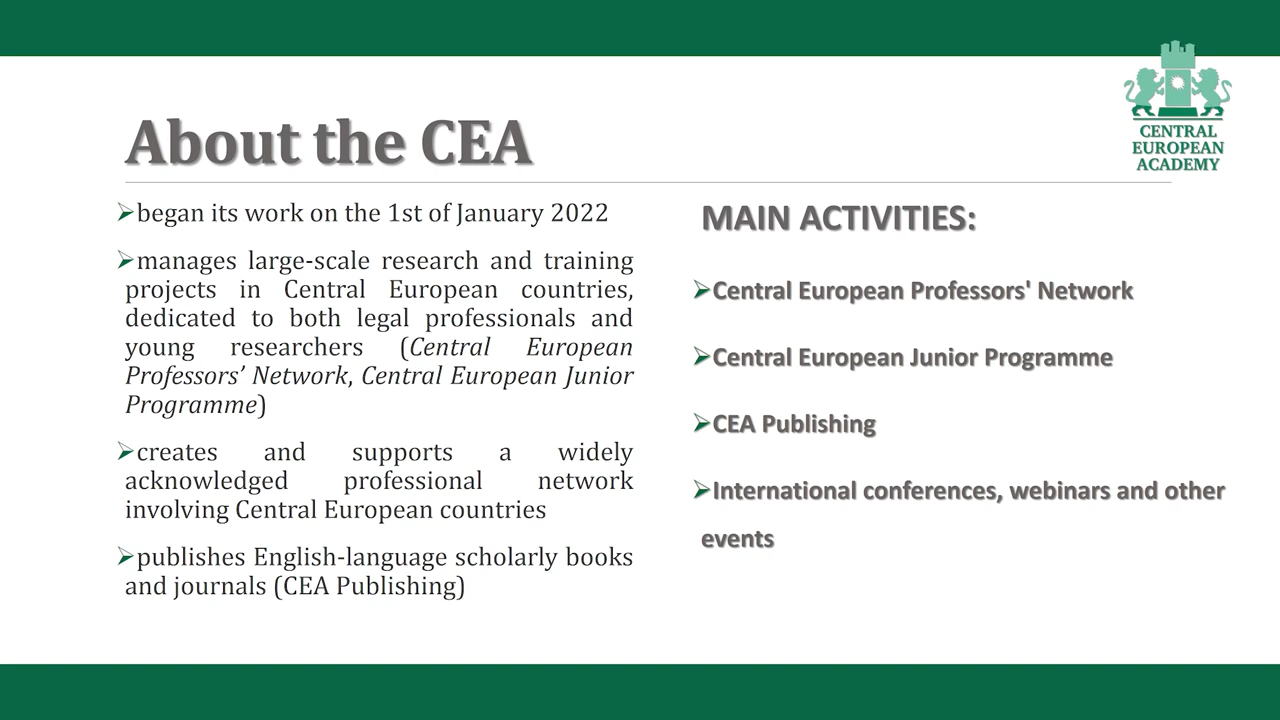 CENTRAL
EUROPEAN
ACADEMY
About the CEA
began its work on the 1st of January 2022
manages large-scale research and training
projects in Central European countries,
dedicated to both legal professionals and
young researchers (Central European
Professors’ Network, Central European Junior
Programme)
creates and supports a widely
acknowledged professional network
involving Central European countries
publishes English-language scholarly books
and journals (CEA Publishing)
MAIN ACTIVITIES:
Central European Professors' Network
Central European Junior Programme
CEA Publishing
International conferences, webinars and other
events